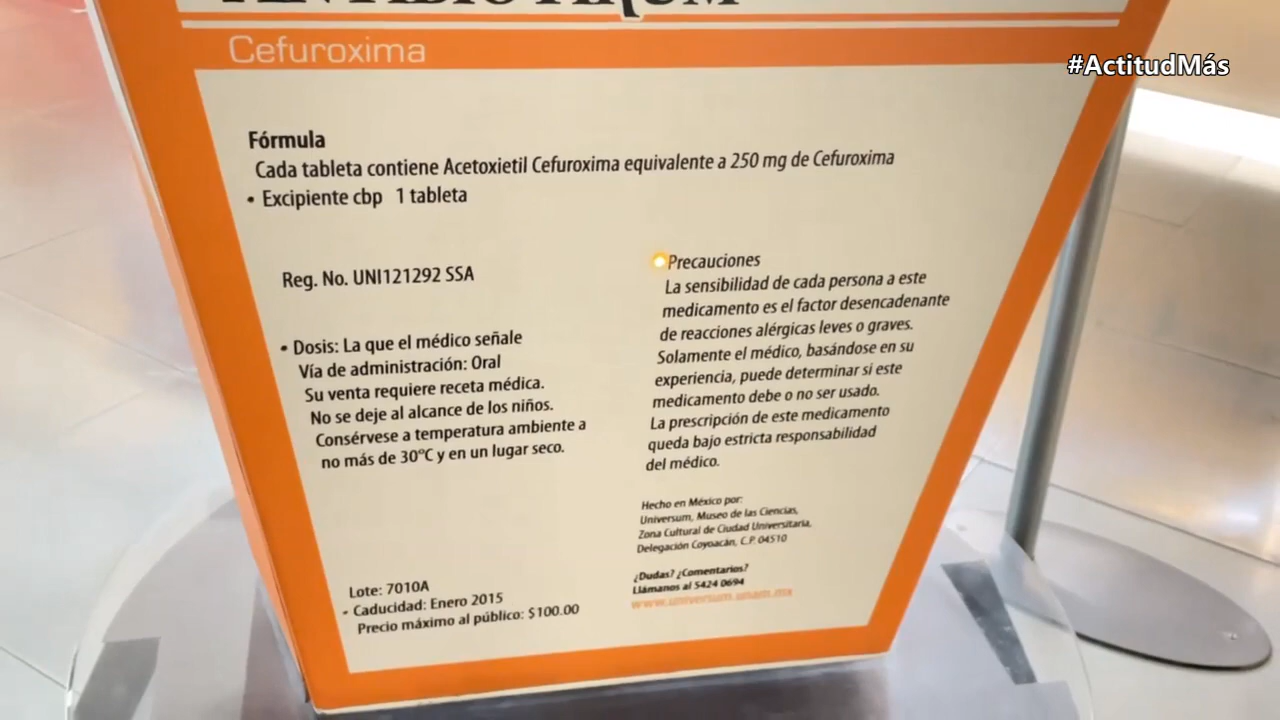 Cefuroxima
#ActitudMás
Fórmula
Cada tableta contiene Acetoxietil Cefuroxima equivalente a 250 mg de Cefuroxima
• Excipiente cbp 1 tableta
Reg. No. UNI121292 SSA
• Dosis: La que el médico señale
Vía de administración: Oral
Su venta requiere receta médica.
No se deje al alcance de los niños.
Consérvese a temperatura ambiente a
no más de 30°C y en un lugar seco.
Lote: 7010A
• Caducidad: Enero 2015
Precio máximo al público: $100.00
Precauciones
La sensibilidad de cada persona a este
medicamento es el factor desencadenante
de reacciones alérgicas leves o graves.
Solamente el médico, basándose en su
experiencia, puede determinar si este
medicamento debe o no ser usado.
La prescripción de este medicamento
queda bajo estricta responsabilidad
del médico.
Hecho en México por:
Universum, Museo de las Ciencias,
Zona Cultural de Ciudad Universitaria,
Delegación Coyoacán, C.P. 04510
¿Dudas? ¿Comentarios?
Llámanos al 5424 0694
www.universum.unam.mx